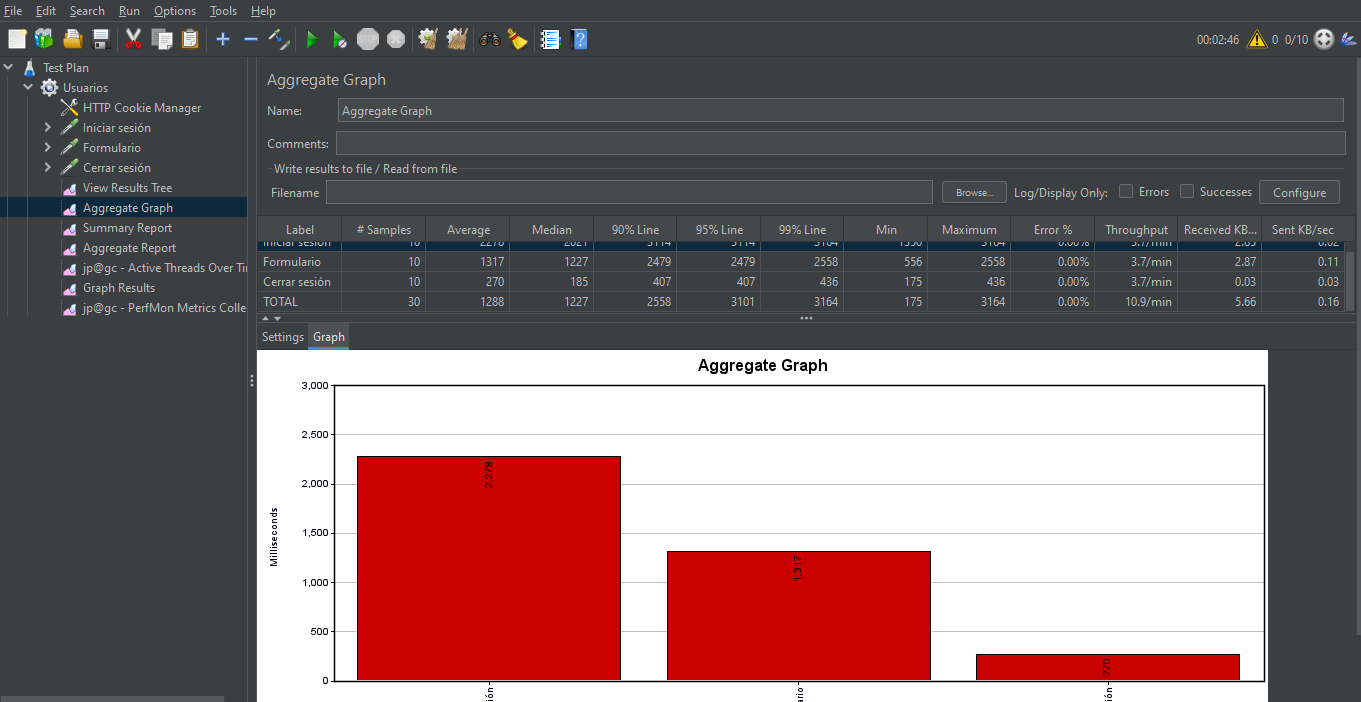 File Edit Search Run Options Tools Help
00:02:46 0 0/10
Test Plan
Usuarios
HTTP Cookie Manager
Iniciar sesión
Formulario
Cerrar sesión
View Results Tree
Aggregate Graph
Summary Report
Aggregate Report
jp@gc - Active Threads Over Ti
Graph Results
jp@gc - PerfMon Metrics Colle
Aggregate Graph
Name: Aggregate Graph
Comments:
Write results to file / Read from file
Filename Browse... Log/Display Only: Errors Successes Configure
Label # Samples Average Median 90% Line 95% Line 99% Line Min Maximum Error % Throughput Received KB... Sent KB/sec
Iniciar sesión 10 2278 2021 3114 3114 3164 1350 3164 0.00% 3.7/min 2.85 0.02
Formulario 10 1317 1227 2479 2479 2558 556 2558 0.00% 3.7/min 2.87 0.11
Cerrar sesión 10 270 185 407 407 436 175 436 0.00% 3.7/min 0.03 0.03
TOTAL 30 1288 1227 2558 3101 3164 175 3164 0.00% 10.9/min 5.66 0.16
Settings Graph
Aggregate Graph
Milliseconds
3,000
2,500
2,000
1,500
1,000
500
0
2,278
1,317
270
ión
ario
ión